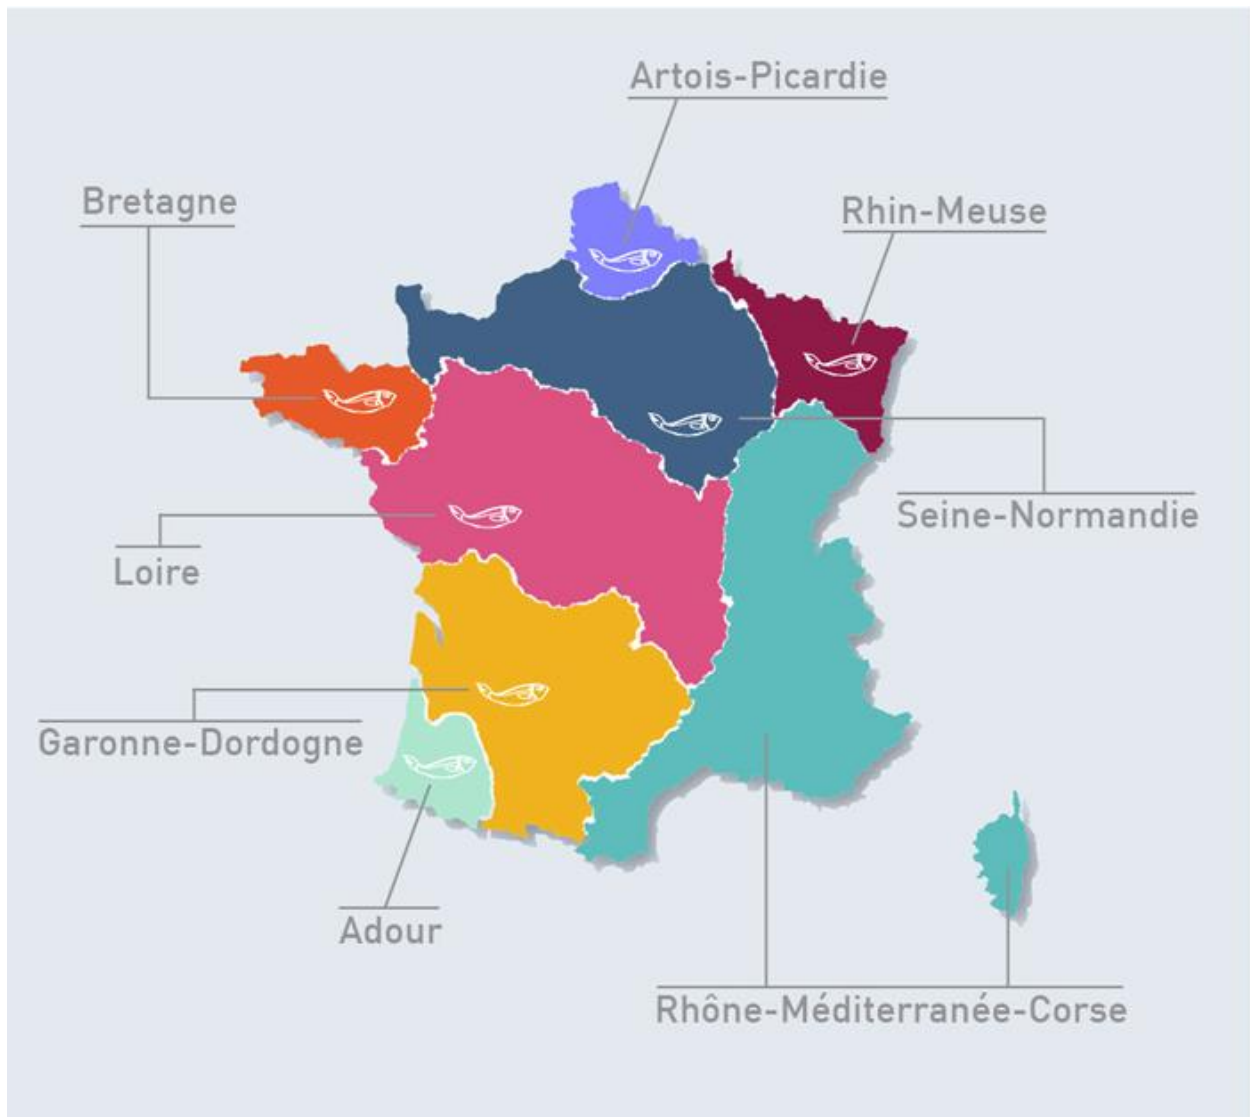 Artois-Picardie
Bretagne
Rhin-Meuse
Seine-Normandie
Loire
Garonne-Dordogne
Adour
Rhône-Méditerranée-Corse